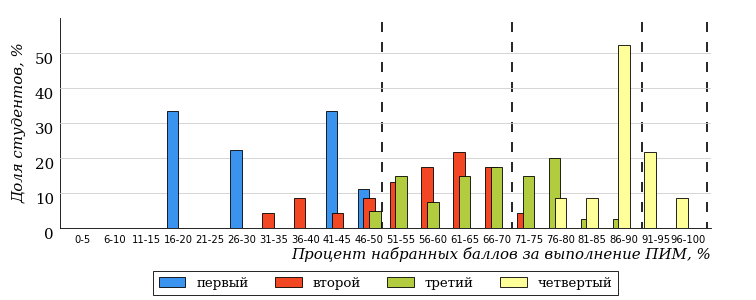 Доля студентов, %
50
40
30
20
10
0
0-5 6-10 11-15 16-20 21-25 26-30 31-35 36-40 41-45 46-50 51-55 56-60 61-65 66-70 71-75 76-80 81-85 86-90 91-95 96-100
Процент набранных баллов за выполнение ПИМ, %
первый второй третий четвертый